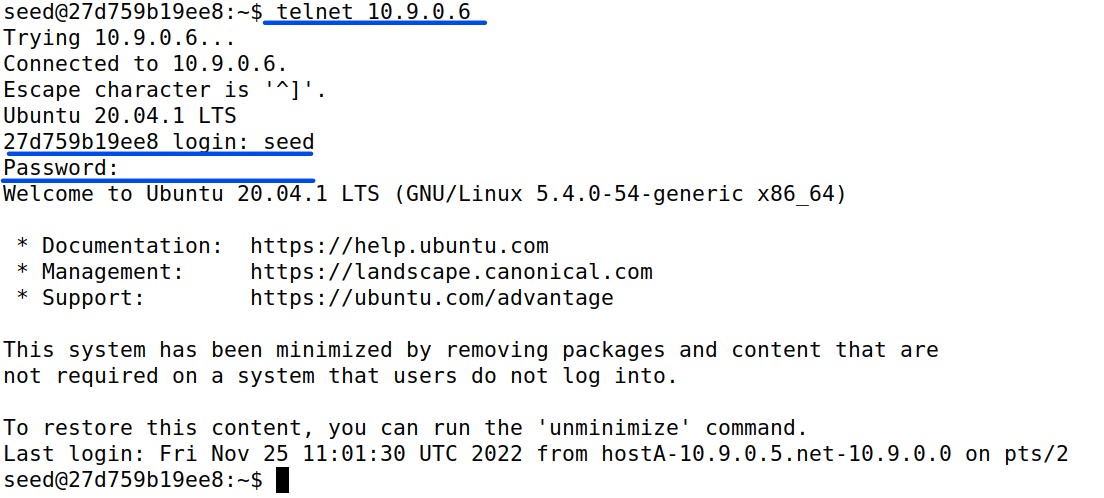 seed@27d759b19ee8:~$ telnet 10.9.0.6
Trying 10.9.0.6...
Connected to 10.9.0.6.
Escape character is '^]'.
Ubuntu 20.04.1 LTS
27d759b19ee8 login: seed
Password:
Welcome to Ubuntu 20.04.1 LTS (GNU/Linux 5.4.0-54-generic x86_64)
* Documentation:  https://help.ubuntu.com
* Management:     https://landscape.canonical.com
* Support:        https://ubuntu.com/advantage
This system has been minimized by removing packages and content that are
not required on a system that users do not log into.
To restore this content, you can run the 'unminimize' command.
Last login: Fri Nov 25 11:01:30 UTC 2022 from hostA-10.9.0.5.net-10.9.0.0 on pts/2
seed@27d759b19ee8:~$